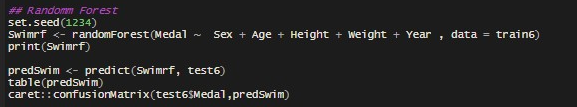 ## Randomm Forest
set.seed(1234)
Swimrf <- randomForest(Medal ~  Sex + Age + Height + Weight + Year , data = train6)
print(Swimrf)
predSwim <- predict(Swimrf, test6)
table(predSwim)
caret::confusionMatrix(test6$Medal,predSwim)